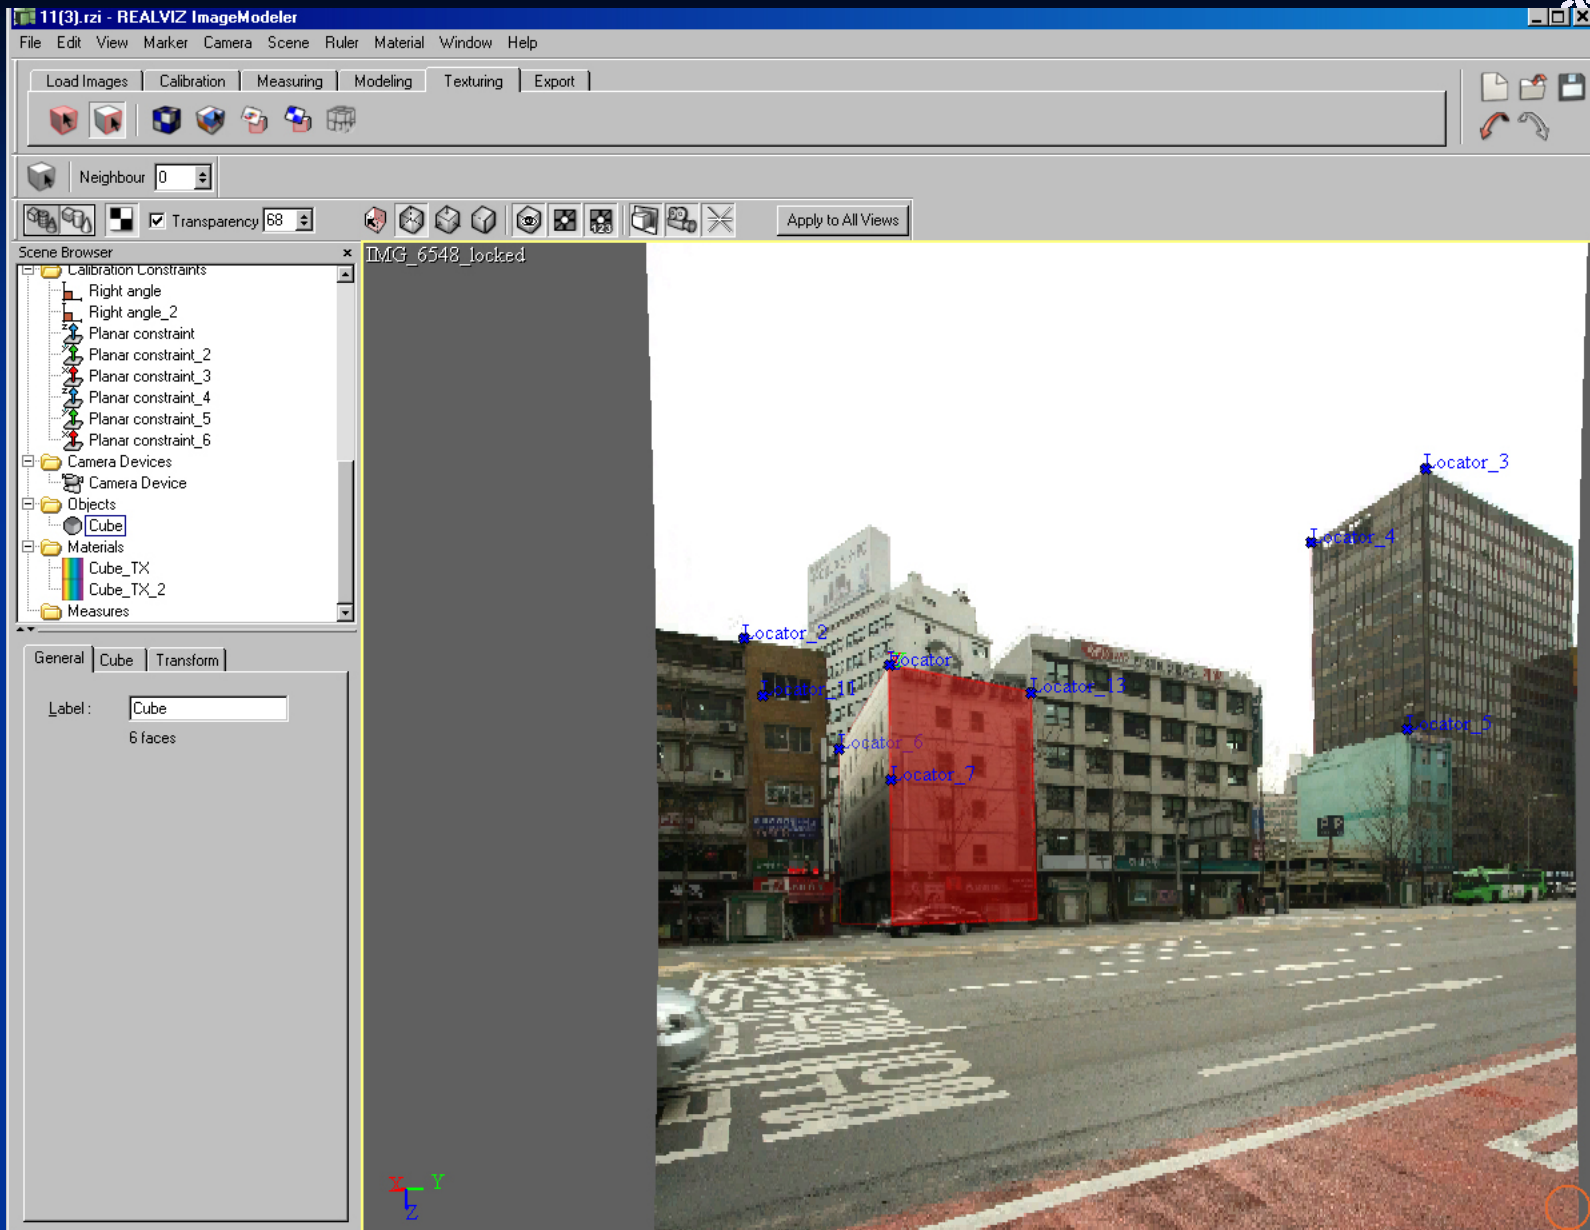 11(3).rzi - REALVIZ ImageModeler
File Edit View Marker Camera Scene Ruler Material Window Help
Load Images Calibration Measuring Modeling Texturing Export
Neighbour 0
Transparency 68 Apply to All Views
Scene Browser
IMG_6548_locked
Calibration Constraints
Right angle
Right angle_2
Planar constraint
Planar constraint_2
Planar constraint_3
Planar constraint_4
Planar constraint_5
Planar constraint_6
Camera Devices
Camera Device
Objects
Cube
Materials
Cube_TX
Cube_TX_2
Measures
General Cube Transform
Label : Cube
6 faces
Locator_3
Locator_4
Locator_2
Locator
Locator_11
Locator_13
Locator_5
Locator_6
Locator_7
X Y
Z